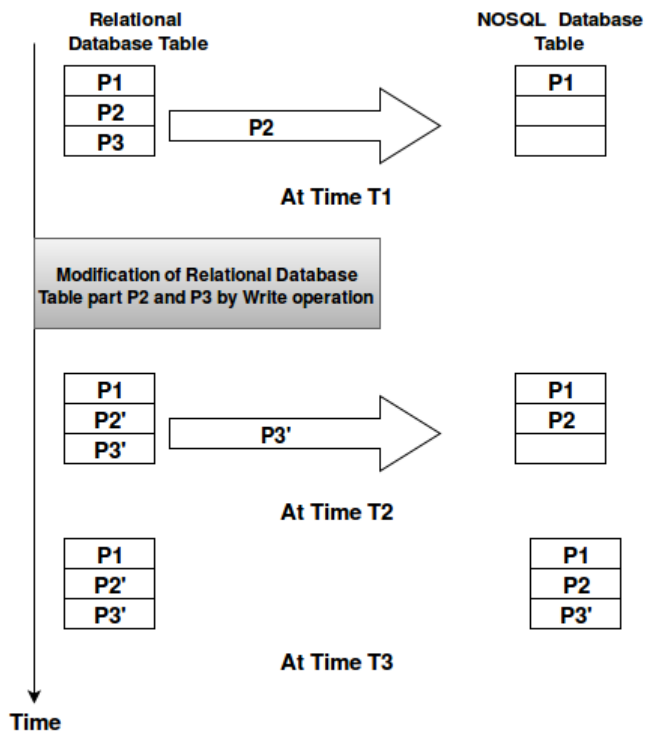 Relational
Database Table
NOSQL Database
Table
P1
P2
P3
P2
P1
At Time T1
Modification of Relational Database
Table part P2 and P3 by Write operation
P1
P2'
P3'
P3'
P1
P2
At Time T2
P1
P2'
P3'
P1
P2
P3'
At Time T3
Time